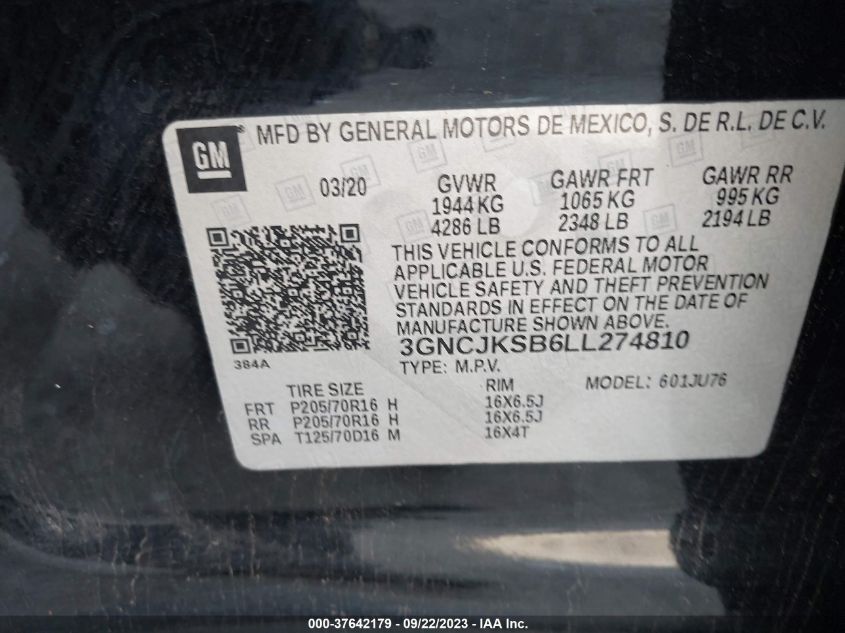 GM ® MFD BY GENERAL MOTORS DE MEXICO, S. DE R.L. DE C.V.
03/20
GVWR GAWR FRT GAWR RR
1944 KG 1065 KG 995 KG
4286 LB 2348 LB 2194 LB
THIS VEHICLE CONFORMS TO ALL
APPLICABLE U.S. FEDERAL MOTOR
VEHICLE SAFETY AND THEFT PREVENTION
STANDARDS IN EFFECT ON THE DATE OF
MANUFACTURE SHOWN ABOVE.
3GNCJKSB6LL274810
384A
TYPE: M.P.V. MODEL: 601JU76
TIRE SIZE RIM
FRT P205/70R16 H 16X6.5J
RR P205/70R16 H 16X6.5J
SPA T125/70D16 M 16X4T
000-37642179 - 09/22/2023 - IAA Inc.